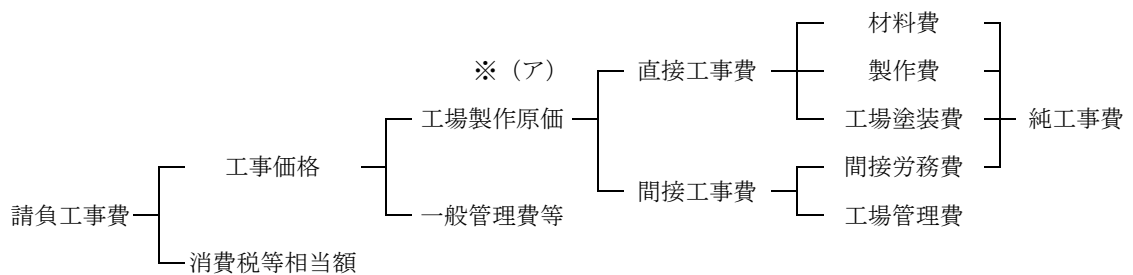 材料費
※（ア）
直接工事費
製作費
工場製作原価
工場塗装費
純工事費
工事価格
間接労務費
間接工事費
請負工事費
一般管理費等
工場管理費
消費税等相当額